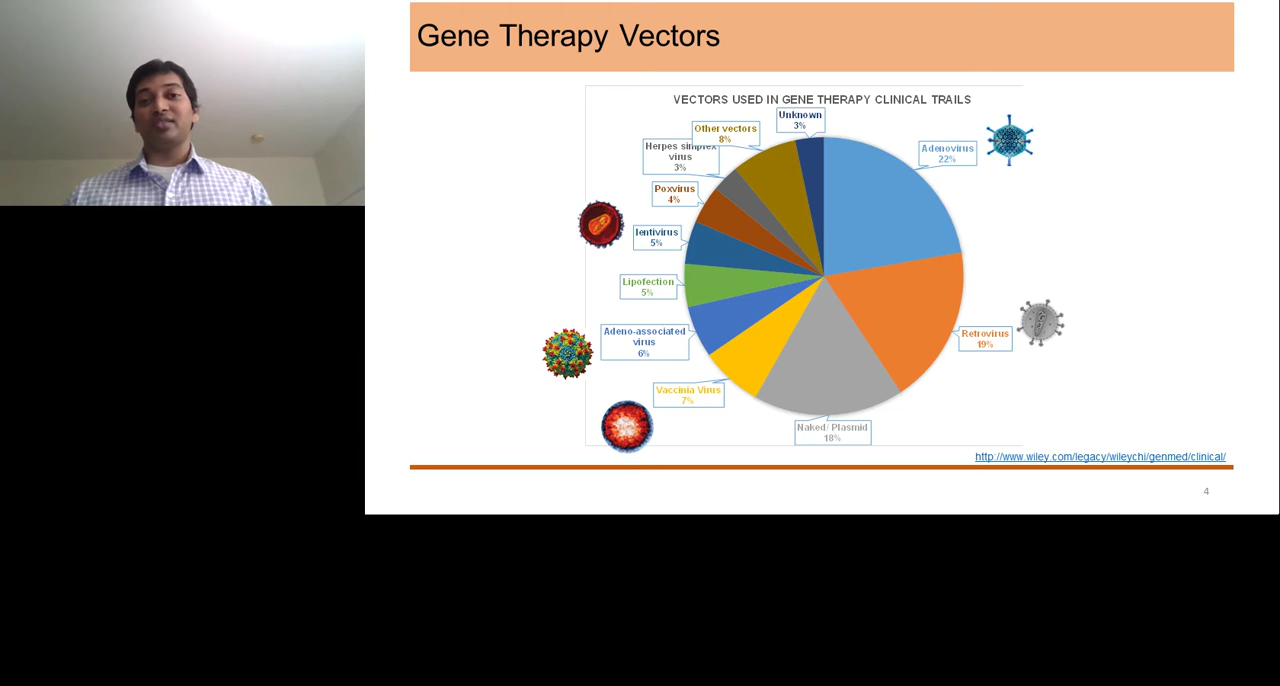 Gene Therapy Vectors
VECTORS USED IN GENE THERAPY CLINICAL TRAILS
Unknown
3%
Other vectors
8%
Herpes simplex
virus
3%
Adenovirus
22%
Poxvirus
4%
lentivirus
5%
Lipofection
5%
Adeno-associated
virus
6%
Retrovirus
19%
Vaccinia Virus
7%
Naked/ Plasmid
18%
http://www.wiley.com/legacy/wileychi/genmed/clinical/
4